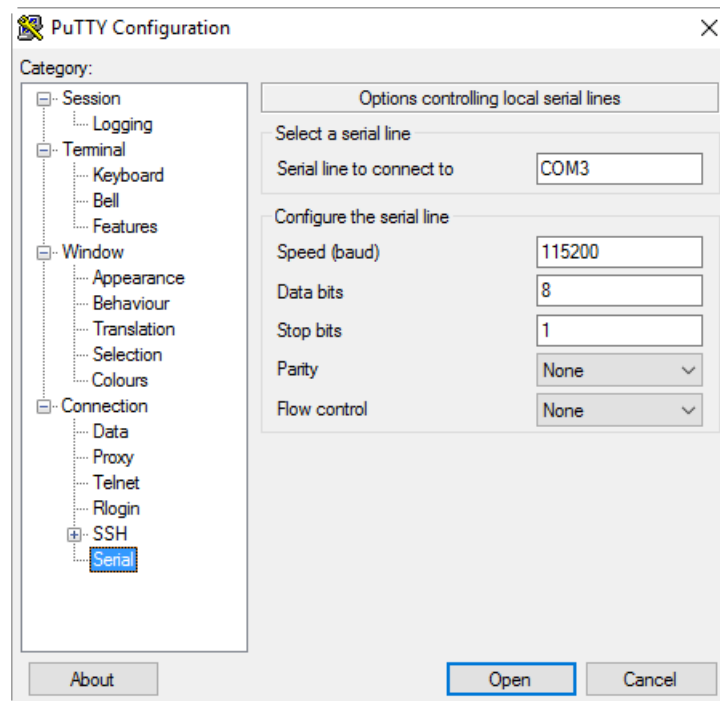 PuTTY Configuration
Category:
Session
Logging
Terminal
Keyboard
Bell
Features
Window
Appearance
Behaviour
Translation
Selection
Colours
Connection
Data
Proxy
Telnet
Rlogin
SSH
Serial
Options controlling local serial lines
Select a serial line
Serial line to connect to COM3
Configure the serial line
Speed (baud) 115200
Data bits 8
Stop bits 1
Parity None
Flow control None
About Open Cancel